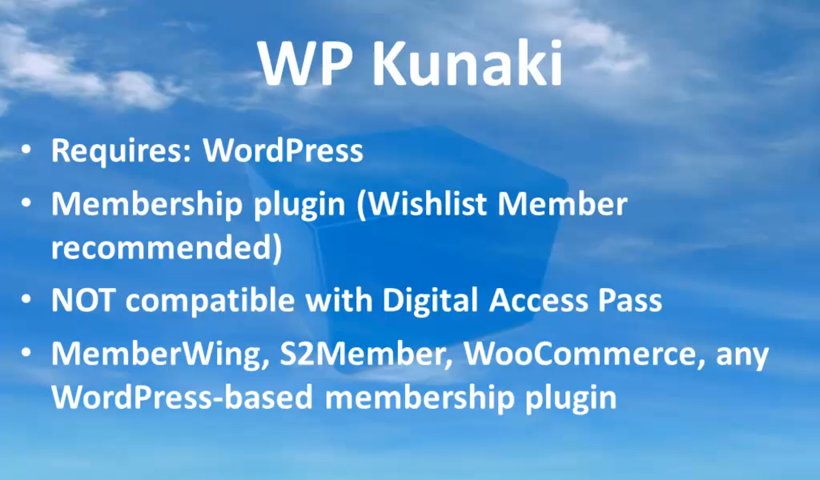 WP Kunaki
• Requires: WordPress
• Membership plugin (Wishlist Member
recommended)
• NOT compatible with Digital Access Pass
• MemberWing, S2Member, WooCommerce, any
WordPress-based membership plugin